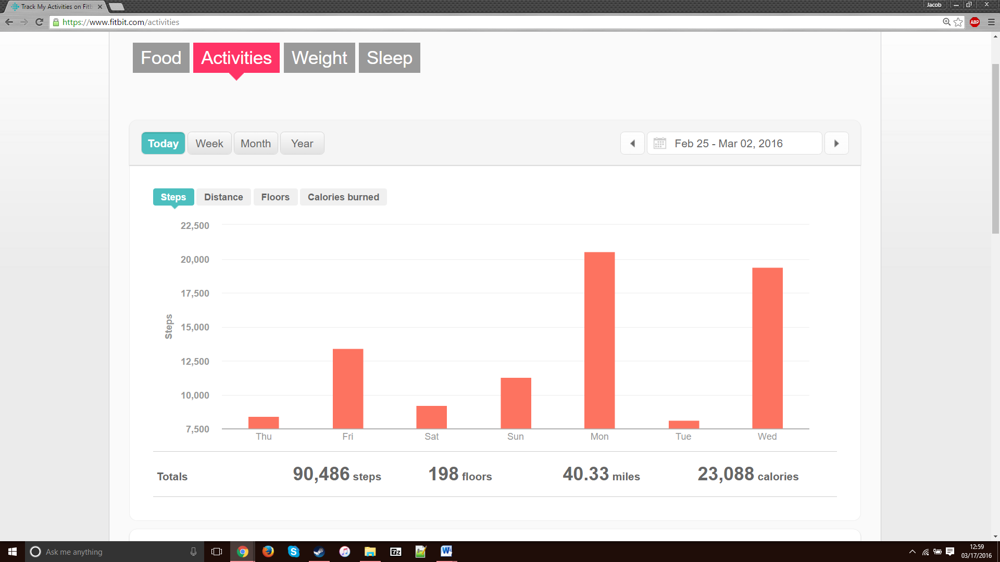 Track My Activities on Fitb
Jacob
https://www.fitbit.com/activities
ABP
Food Activities Weight Sleep
Today Week Month Year
Feb 25 - Mar 02, 2016
Steps Distance Floors Calories burned
22,500
20,000
17,500
15,000
12,500
10,000
7,500
Steps
Thu Fri Sat Sun Mon Tue Wed
Totals 90,486 steps 198 floors 40.33 miles 23,088 calories
Ask me anything
S
7z
W
12:59
03/17/2016